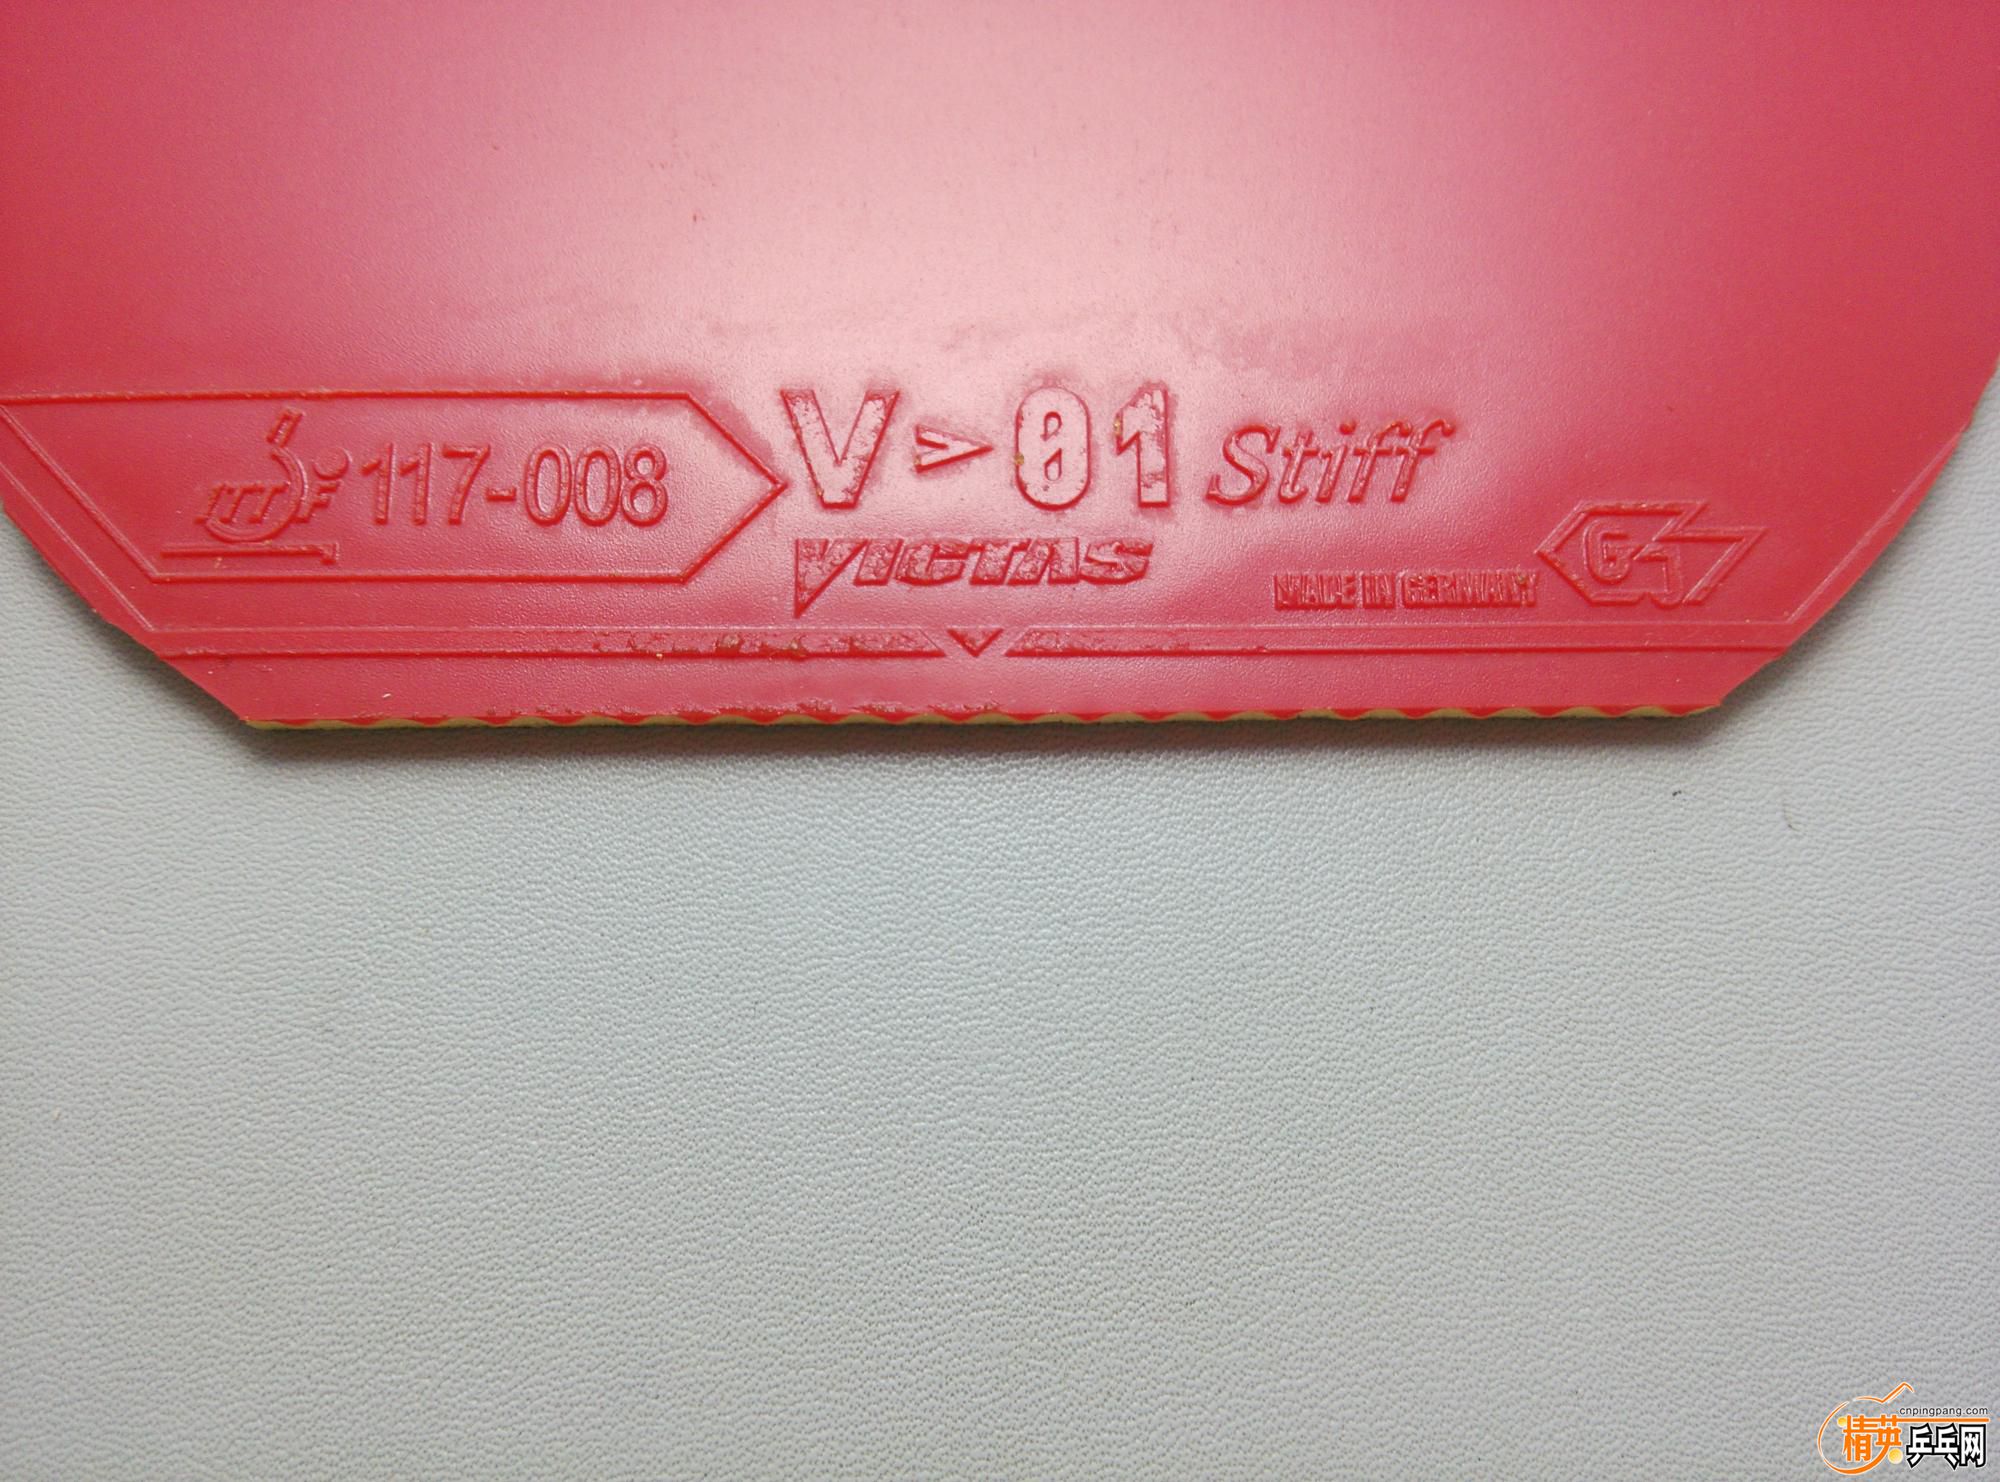 ITTF 117-008
V>01 Stiff
VICTAS
MADE IN GERMANY
cnpingpang.com
精英乒乓网